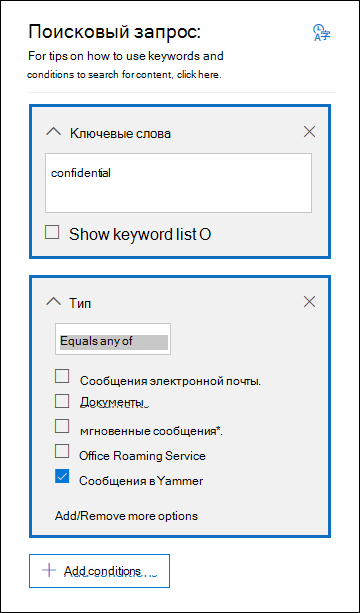 Поисковый запрос:
For tips on how to use keywords and
conditions to search for content, click here.
Ключевые слова
confidential
Show keyword list O
Тип
Equals any of
Сообщения электронной почты.
Документы
мгновенные сообщения*.
Office Roaming Service
Сообщения в Yammer
Add/Remove more options
Add conditions